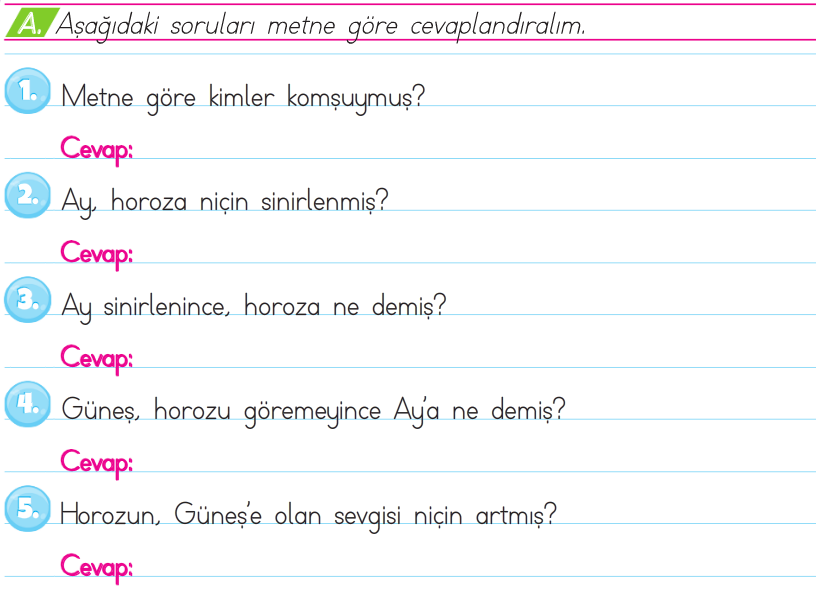 A. Aşağıdaki soruları metne göre cevaplandıralım.
1. Metne göre kimler komşuymuş?
Cevap:
2. Ay, horoza niçin sinirlenmiş?
Cevap:
3. Ay sinirlenince, horoza ne demiş?
Cevap:
4. Güneş, horozu göremeyince Ay'a ne demiş?
Cevap:
5. Horozun, Güneş'e olan sevgisi niçin artmış?
Cevap: